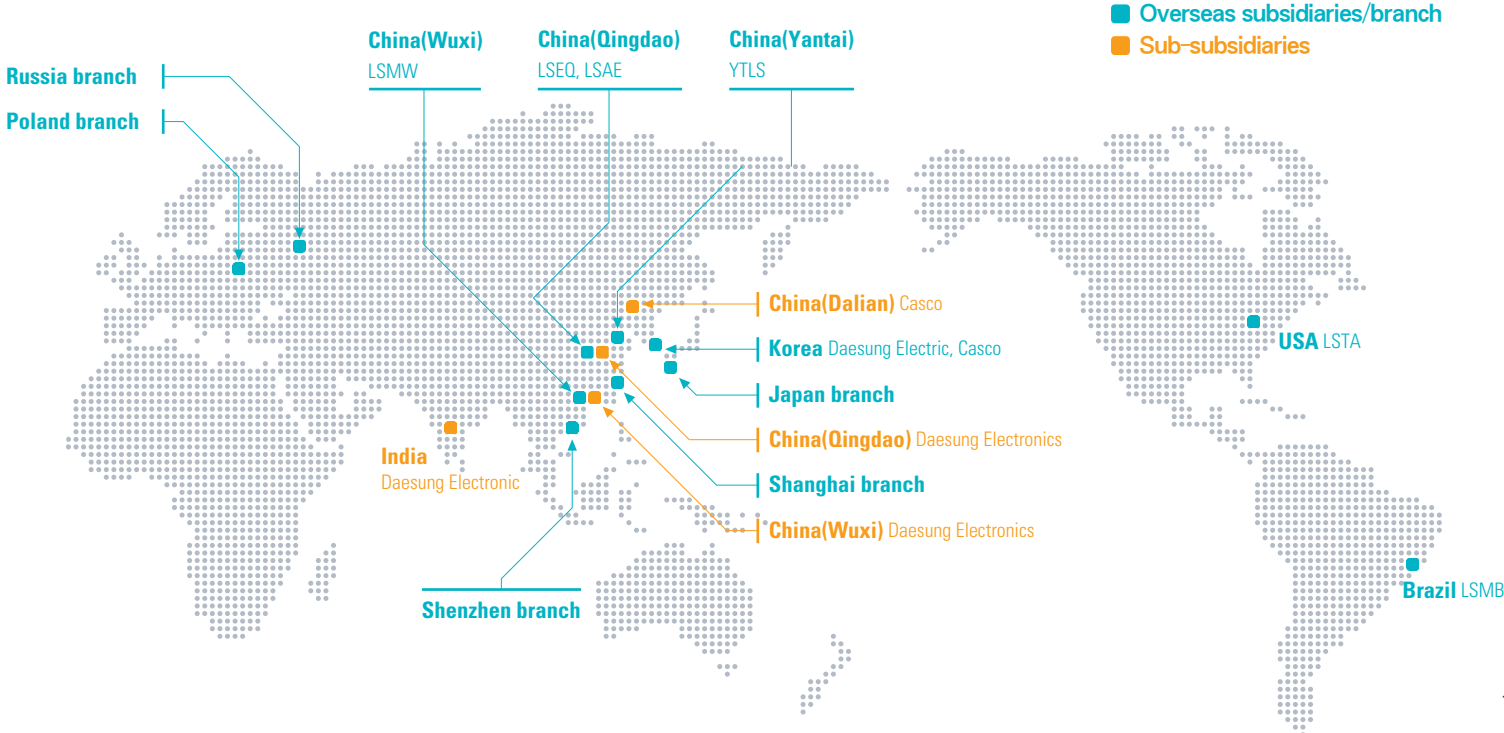 Overseas subsidiaries/branch
Sub-subsidiaries
China(Wuxi)
LSMW
China(Qingdao)
LSEQ, LSAE
China(Yantai)
YTLS
Russia branch
Poland branch
China(Dalian) Casco
Korea Daesung Electric, Casco
Japan branch
China(Qingdao) Daesung Electronics
Shanghai branch
China(Wuxi) Daesung Electronics
India
Daesung Electronic
Shenzhen branch
USA LSTA
Brazil LSMB